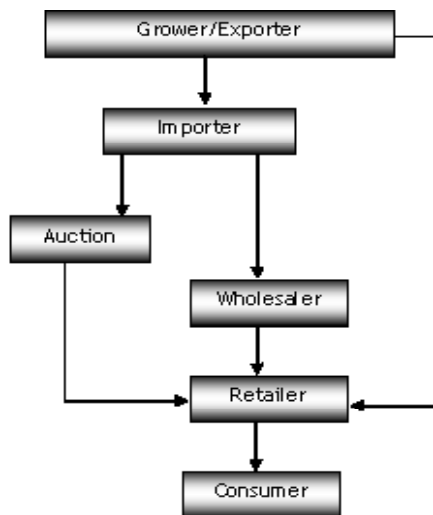 Grower/Exporter
Importer
Auction
Wholesaler
Retailer
Consumer